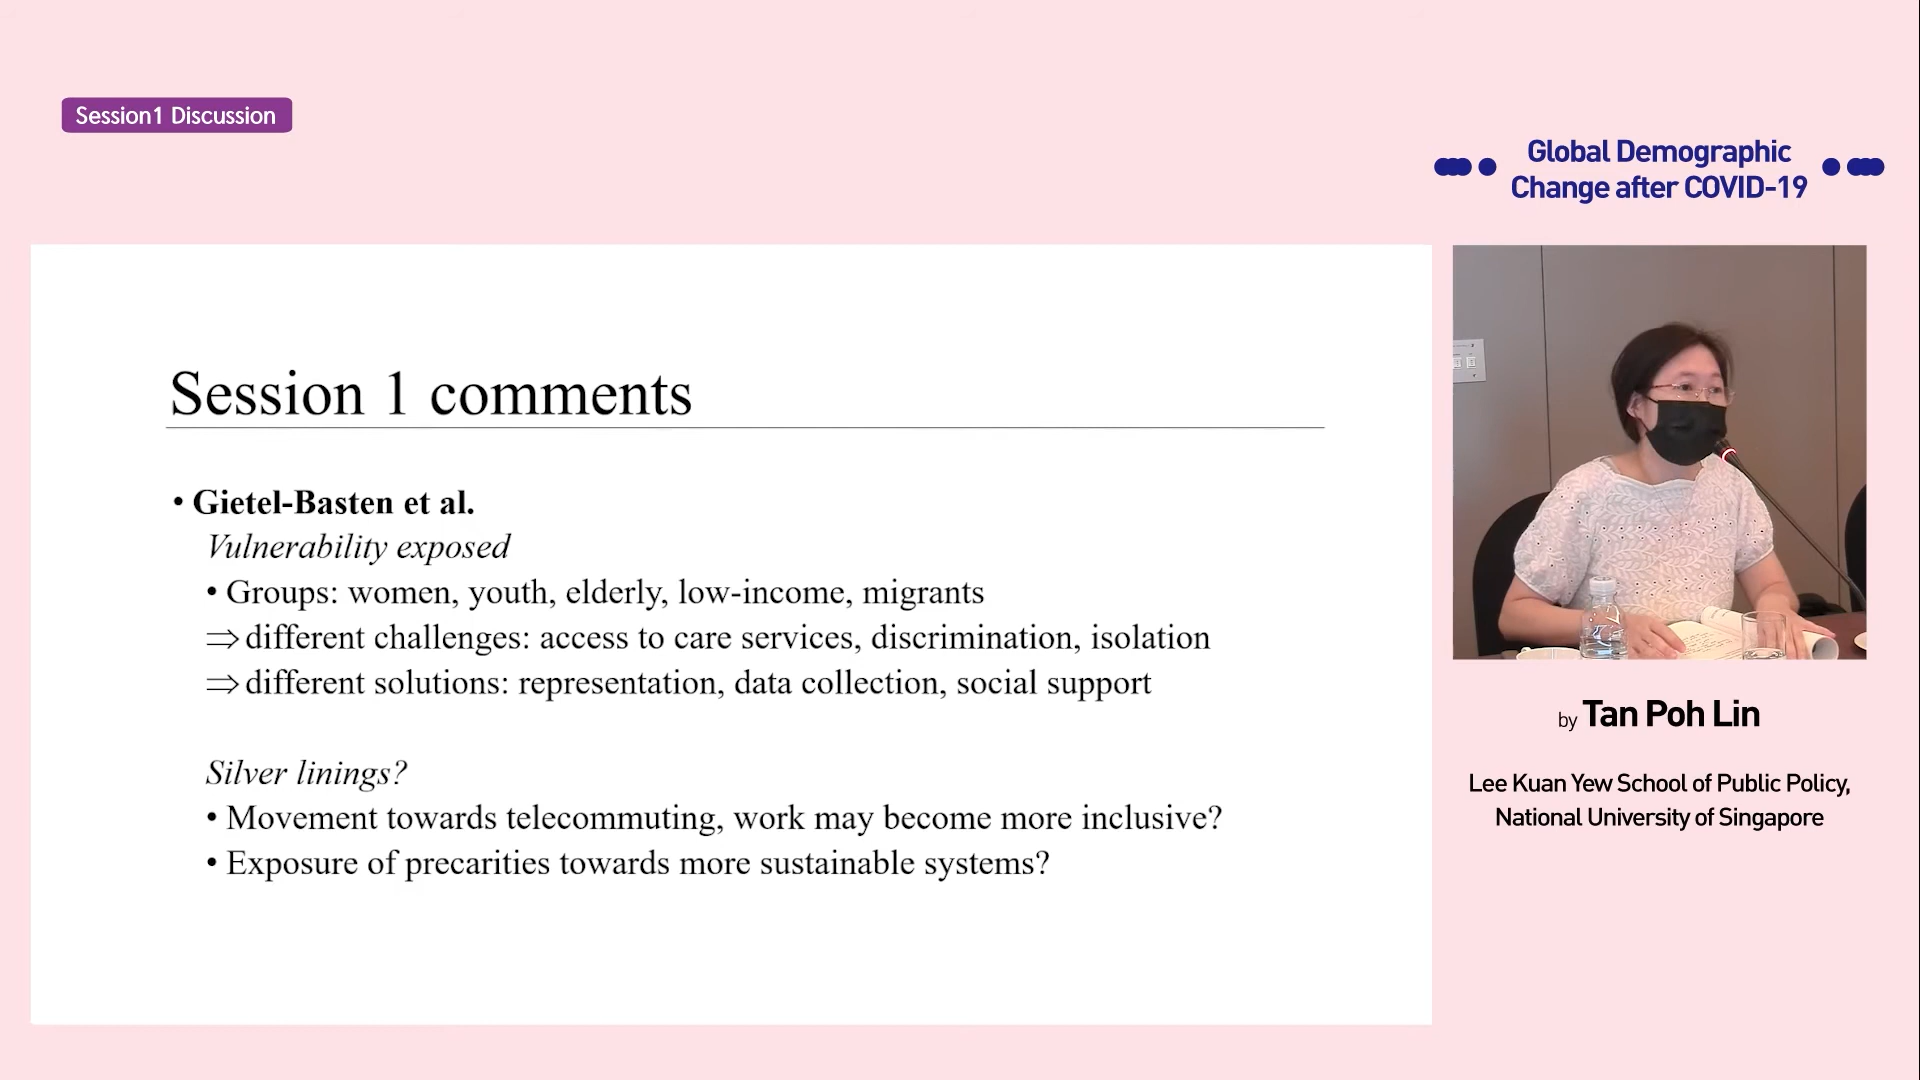 Session1 Discussion
Global Demographic
Change after COVID-19
Session 1 comments
• Gietel-Basten et al.
Vulnerability exposed
• Groups: women, youth, elderly, low-income, migrants
⇒ different challenges: access to care services, discrimination, isolation
⇒ different solutions: representation, data collection, social support
Silver linings?
• Movement towards telecommuting, work may become more inclusive?
• Exposure of precarities towards more sustainable systems?
by Tan Poh Lin
Lee Kuan Yew School of Public Policy,
National University of Singapore